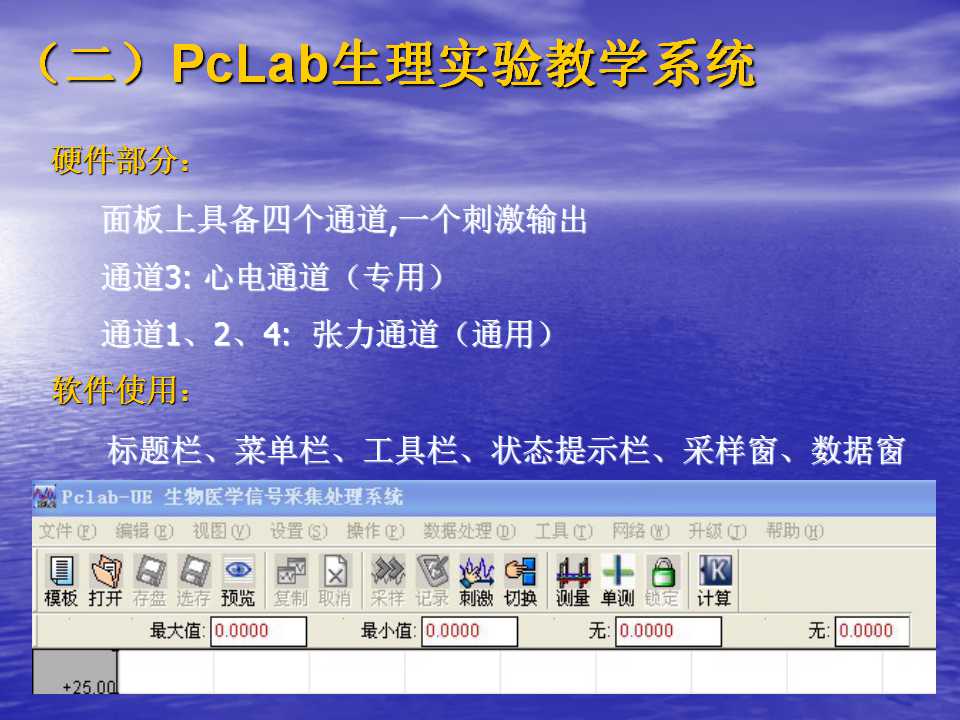 （二）PcLab生理实验教学系统
硬件部分：
面板上具备四个通道,一个刺激输出
通道3: 心电通道（专用）
通道1、2、4: 张力通道（通用）
软件使用：
标题栏、菜单栏、工具栏、状态提示栏、采样窗、数据窗
Pclab-UE 生物医学信号采集处理系统
文件(F) 编辑(E) 视图(V) 设置(S) 操作(P) 数据处理(D) 工具(T) 网络(W) 升级(J) 帮助(H)
模板 打开 存盘 选存 预览 复制 取消 采样 记录 刺激 切换 测量 单测 锁定 计算
最大值: 0.0000 最小值: 0.0000 无: 0.0000 无: 0.0000
+25.00